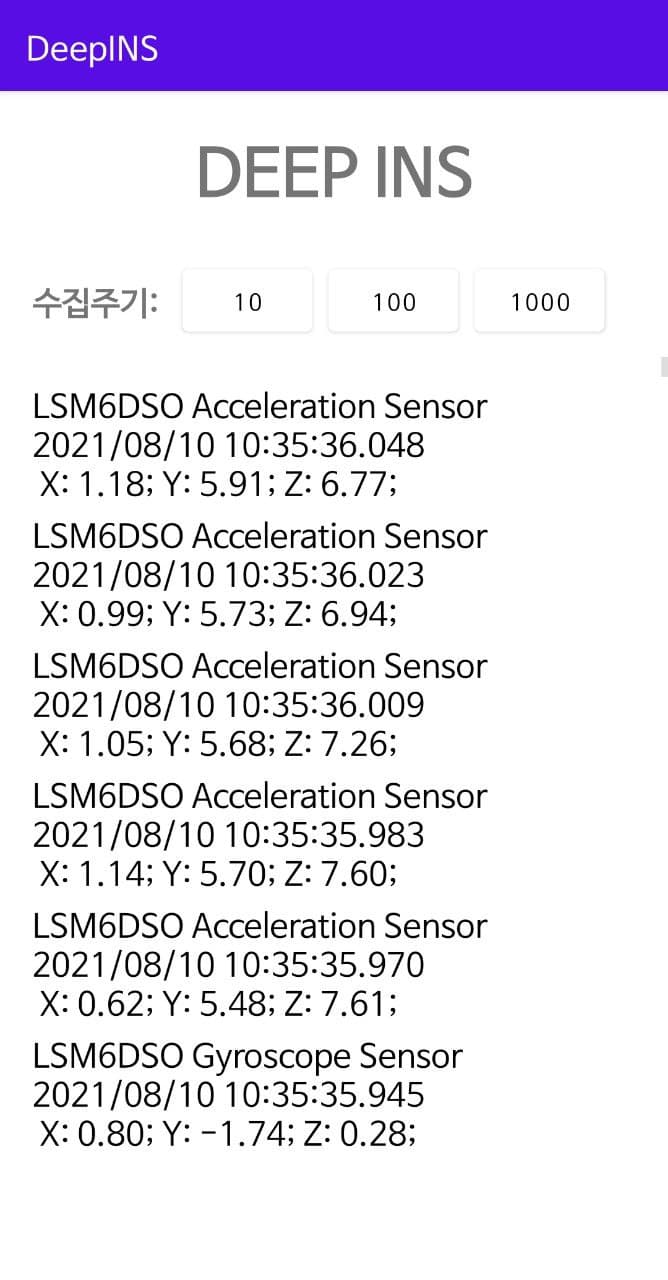 DeepINS
DEEP INS
수집주기: 10 100 1000
LSM6DSO Acceleration Sensor
2021/08/10 10:35:36.048
X: 1.18; Y: 5.91; Z: 6.77;
LSM6DSO Acceleration Sensor
2021/08/10 10:35:36.023
X: 0.99; Y: 5.73; Z: 6.94;
LSM6DSO Acceleration Sensor
2021/08/10 10:35:36.009
X: 1.05; Y: 5.68; Z: 7.26;
LSM6DSO Acceleration Sensor
2021/08/10 10:35:35.983
X: 1.14; Y: 5.70; Z: 7.60;
LSM6DSO Acceleration Sensor
2021/08/10 10:35:35.970
X: 0.62; Y: 5.48; Z: 7.61;
LSM6DSO Gyroscope Sensor
2021/08/10 10:35:35.945
X: 0.80; Y: -1.74; Z: 0.28;